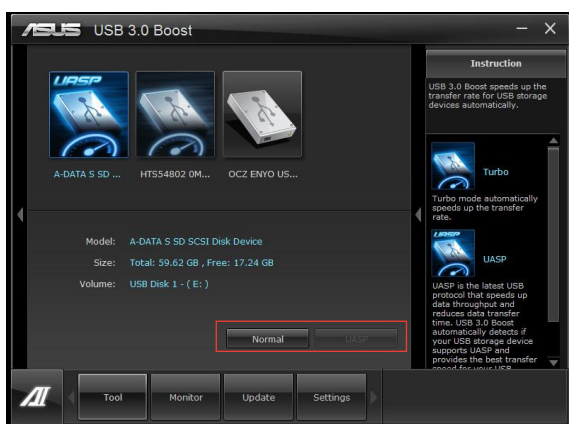 ASUS USB 3.0 Boost
UASP
A-DATA S SD ...
HTS54802 0M...
OCZ ENYO US...
Model: A-DATA S SD SCSI Disk Device
Size: Total: 59.62 GB , Free: 17.24 GB
Volume: USB Disk 1 - ( E: )
Normal
UASP
Instruction
USB 3.0 Boost speeds up the
transfer rate for USB storage
devices automatically.
Turbo
Turbo mode automatically
speeds up the transfer
rate.
UASP
UASP
UASP is the latest USB
protocol that speeds up
data throughput and
reduces data transfer
time. USB 3.0 Boost
automatically detects if
your USB storage device
supports UASP and
provides the best transfer
speed for your USB
Tool
Monitor
Update
Settings